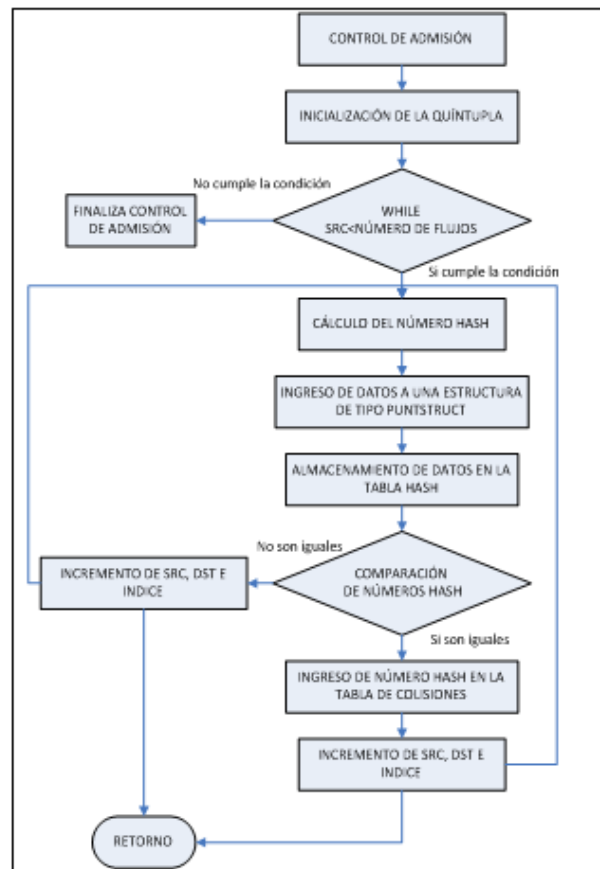 CONTROL DE ADMISIÓN
INICIALIZACIÓN DE LA QUÍNTUPLA
No cumple la condición
WHILE
SRC<NÚMERO DE FLUJOS
FINALIZA CONTROL
DE ADMISIÓN
Si cumple la condición
CÁLCULO DEL NÚMERO HASH
INGRESO DE DATOS A UNA ESTRUCTURA
DE TIPO PUNTSTRUCT
ALMACENAMIENTO DE DATOS EN LA
TABLA HASH
No son iguales
COMPARACIÓN
DE NÚMEROS HASH
INCREMENTO DE SRC, DST E
INDICE
Si son iguales
INGRESO DE NÚMERO HASH EN LA
TABLA DE COLISIONES
INCREMENTO DE SRC, DST E
INDICE
RETORNO